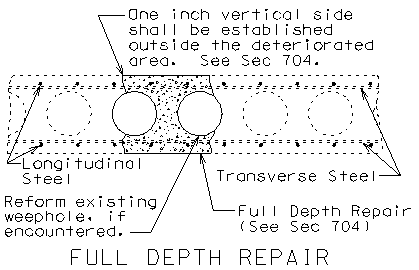 One inch vertical side
shall be established
outside the deteriorated
area. See Sec 704.
Longitudinal
Steel
Transverse Steel
Reform existing
weephole, if
encountered.
Full Depth Repair
(See Sec 704)
FULL DEPTH REPAIR